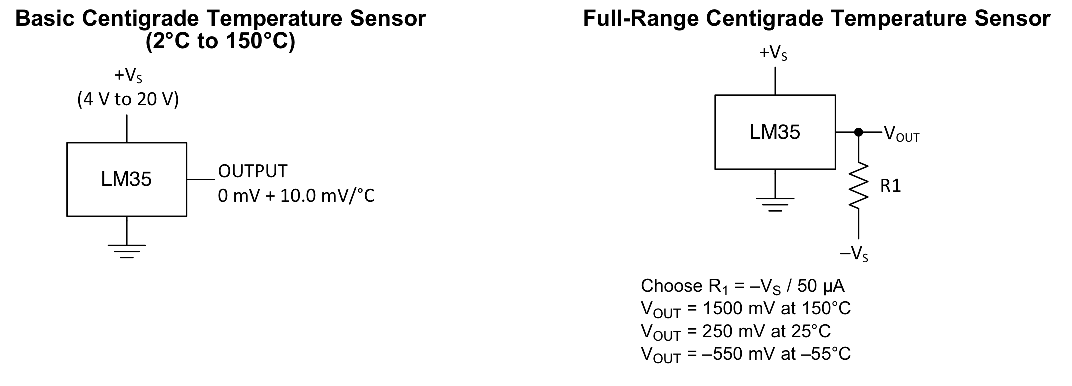 Basic Centigrade Temperature Sensor
(2°C to 150°C)
+VS
(4 V to 20 V)
LM35
OUTPUT
0 mV + 10.0 mV/°C
Full-Range Centigrade Temperature Sensor
+VS
LM35
VOUT
R1
–VS
Choose R1 = –VS / 50 µA
VOUT = 1500 mV at 150°C
VOUT = 250 mV at 25°C
VOUT = –550 mV at –55°C